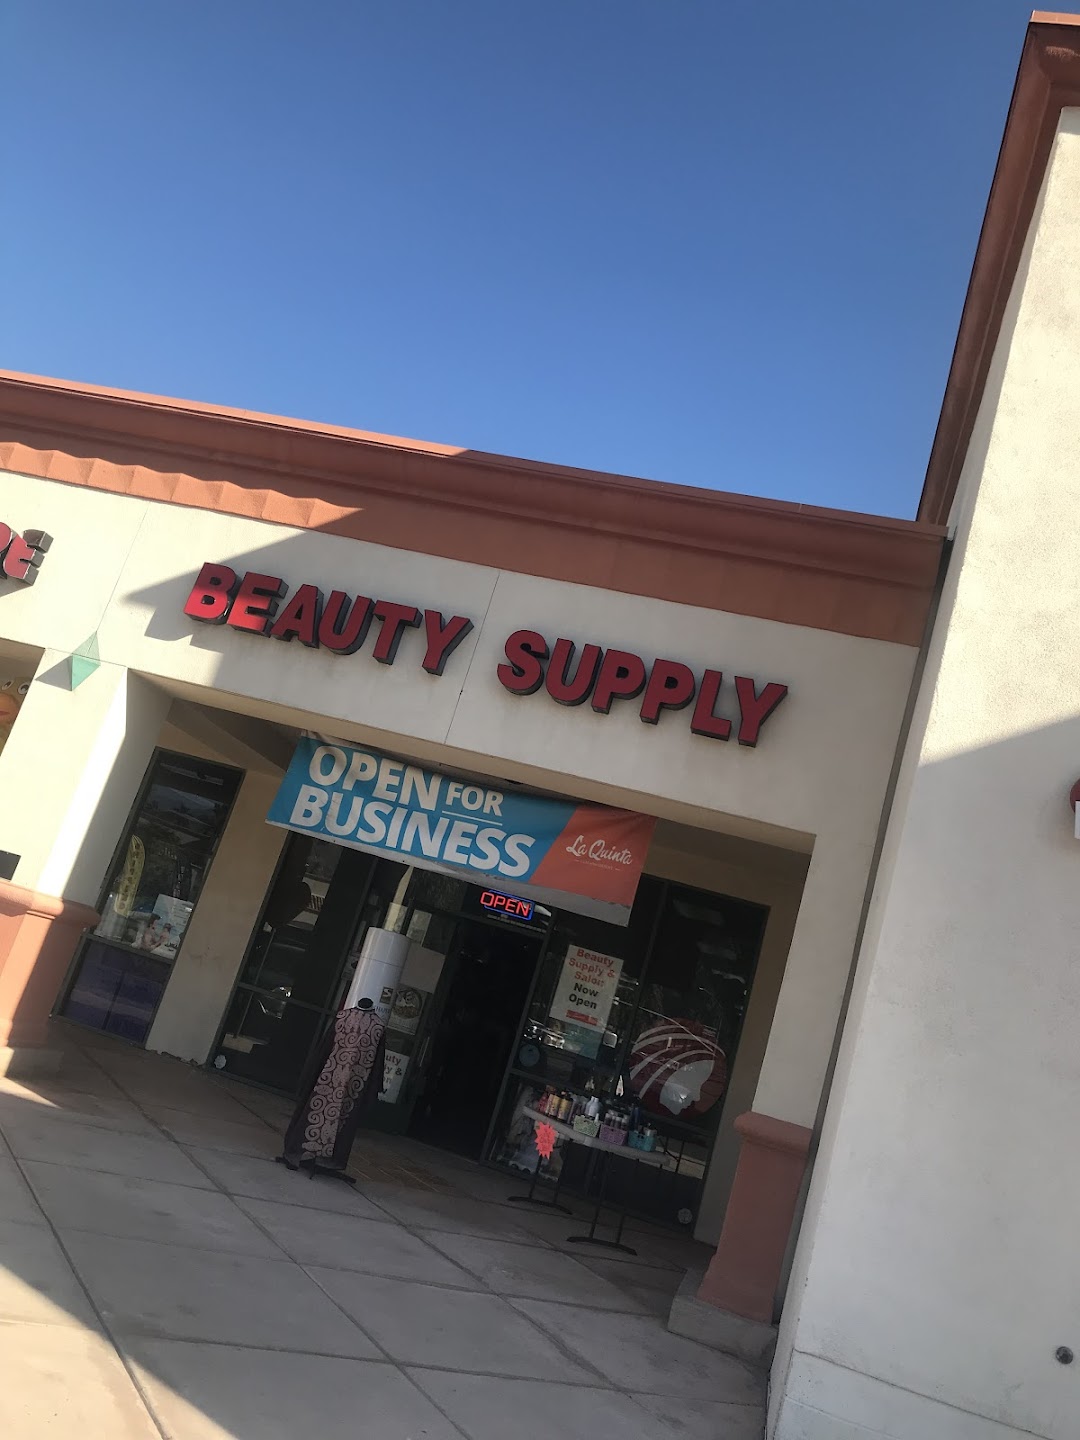 BEAUTY SUPPLY
OPEN FOR
BUSINESS
La Quinta
OPEN
Beauty
Supply &
Salon
Now
Open